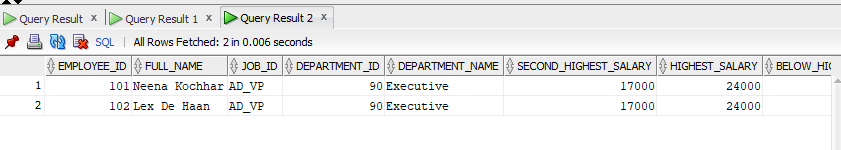 Query Result × Query Result 1 × Query Result 2 ×
SQL | All Rows Fetched: 2 in 0.006 seconds
EMPLOYEE_ID FULL_NAME JOB_ID DEPARTMENT_ID DEPARTMENT_NAME SECOND_HIGHEST_SALARY HIGHEST_SALARY BELOW_HIG
1 101 Neena Kochhar AD_VP 90 Executive 17000 24000
2 102 Lex De Haan AD_VP 90 Executive 17000 24000